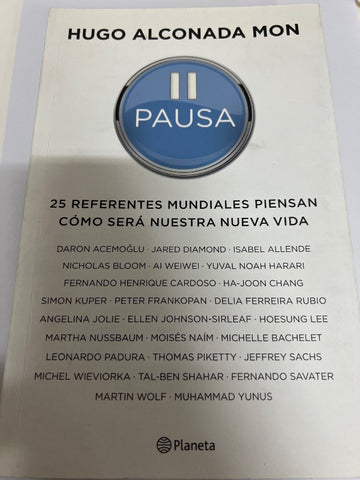 HUGO ALCONADA MON
PAUSA
25 REFERENTES MUNDIALES PIENSAN
CÓMO SERÁ NUESTRA NUEVA VIDA
DARON ACEMOĞLU · JARED DIAMOND · ISABEL ALLENDE
NICHOLAS BLOOM · AI WEIWEI · YUVAL NOAH HARARI
FERNANDO HENRIQUE CARDOSO · HA-JOON CHANG
SIMON KUPER · PETER FRANKOPAN · DELIA FERREIRA RUBIO
ANGELINA JOLIE · ELLEN JOHNSON-SIRLEAF · HOESUNG LEE
MARTHA NUSSBAUM · MOISÉS NAÍM · MICHELLE BACHELET
LEONARDO PADURA · THOMAS PIKETTY · JEFFREY SACHS
MICHEL WIEVIORKA · TAL-BEN SHAHAR · FERNANDO SAVATER
MARTIN WOLF · MUHAMMAD YUNUS
Planeta